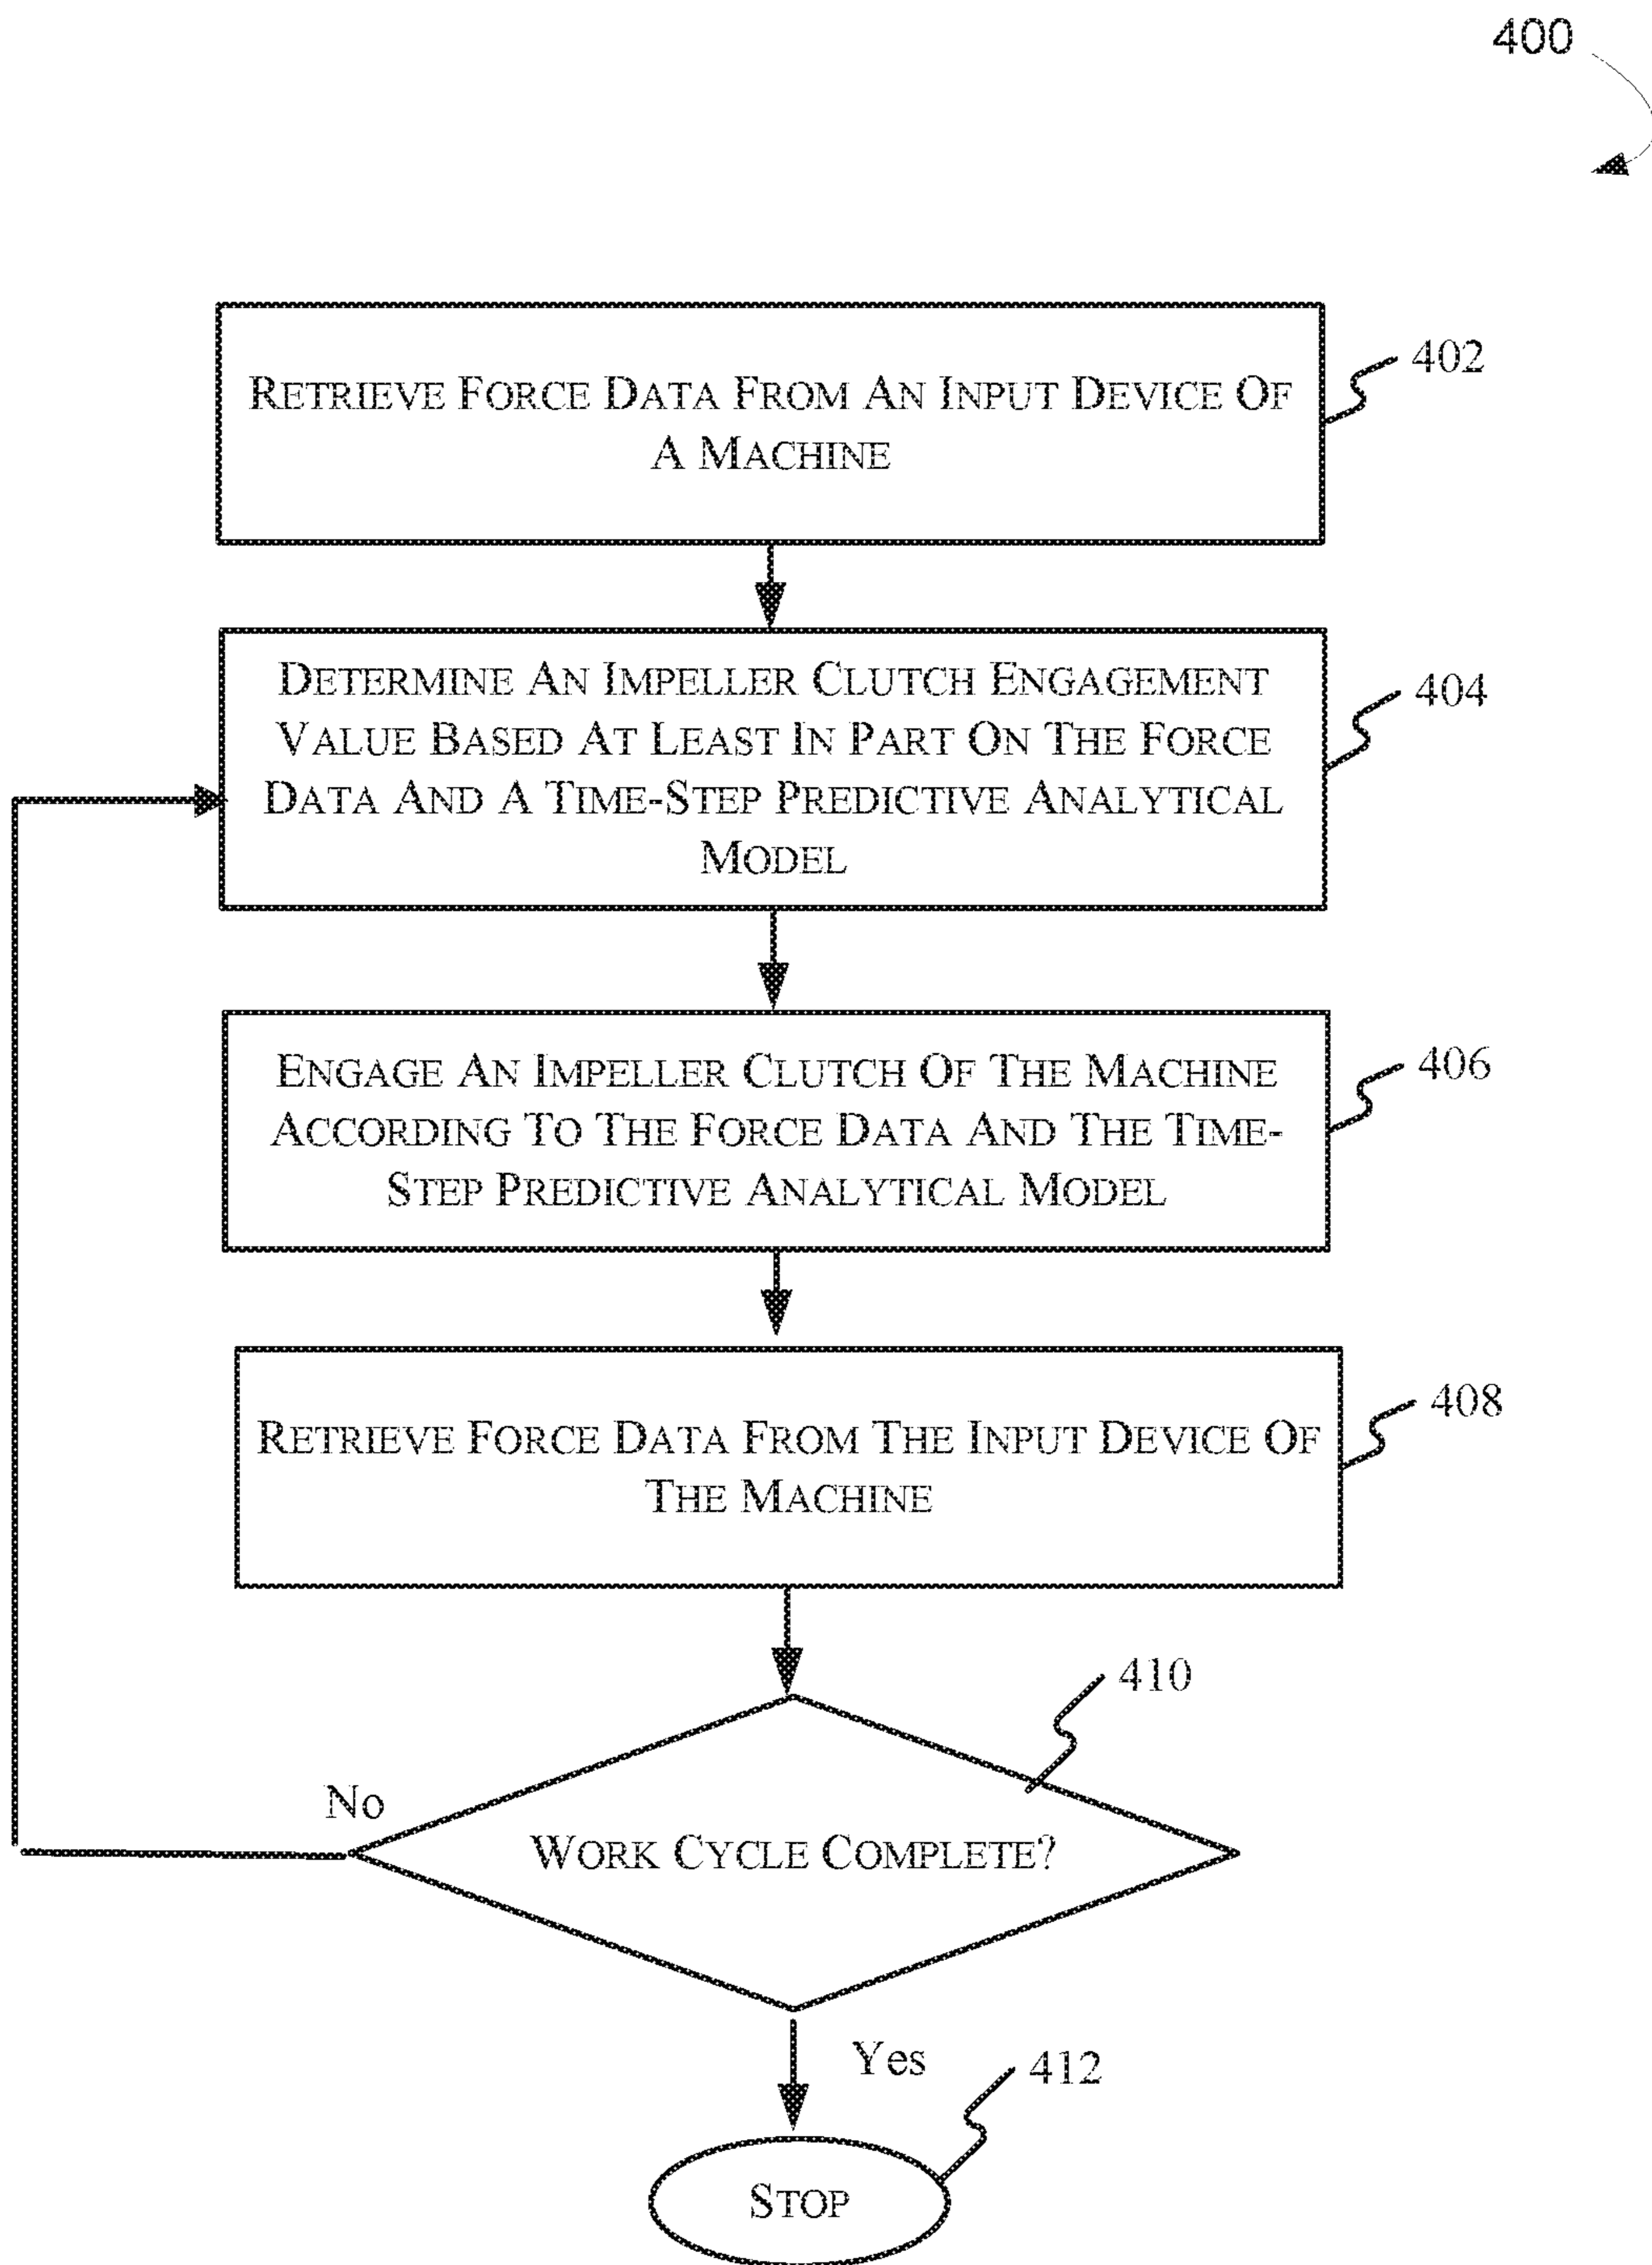 400
RETRIEVE FORCE DATA FROM AN INPUT DEVICE OF
A MACHINE
402
DETERMINE AN IMPELLER CLUTCH ENGAGEMENT
VALUE BASED AT LEAST IN PART ON THE FORCE
DATA AND A TIME-STEP PREDICTIVE ANALYTICAL
MODEL
404
ENGAGE AN IMPELLER CLUTCH OF THE MACHINE
ACCORDING TO THE FORCE DATA AND THE TIME-
STEP PREDICTIVE ANALYTICAL MODEL
406
RETRIEVE FORCE DATA FROM THE INPUT DEVICE OF
THE MACHINE
408
410
No
WORK CYCLE COMPLETE?
Yes
412
STOP